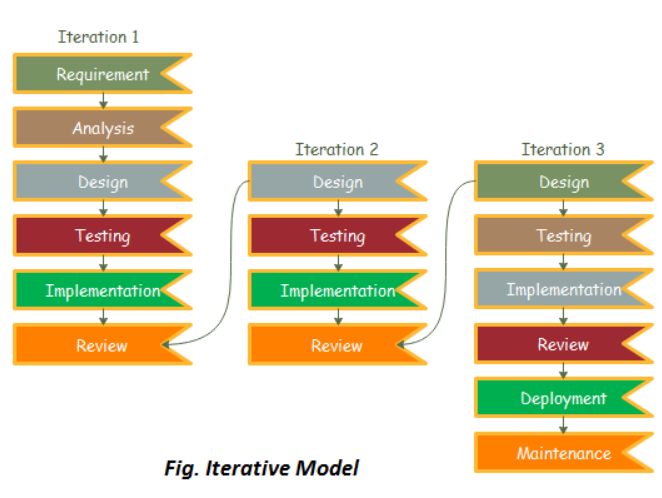 Iteration 1
Requirement
Analysis
Design
Testing
Implementation
Review
Iteration 2
Design
Testing
Implementation
Review
Iteration 3
Design
Testing
Implementation
Review
Deployment
Maintenance
Fig. Iterative Model